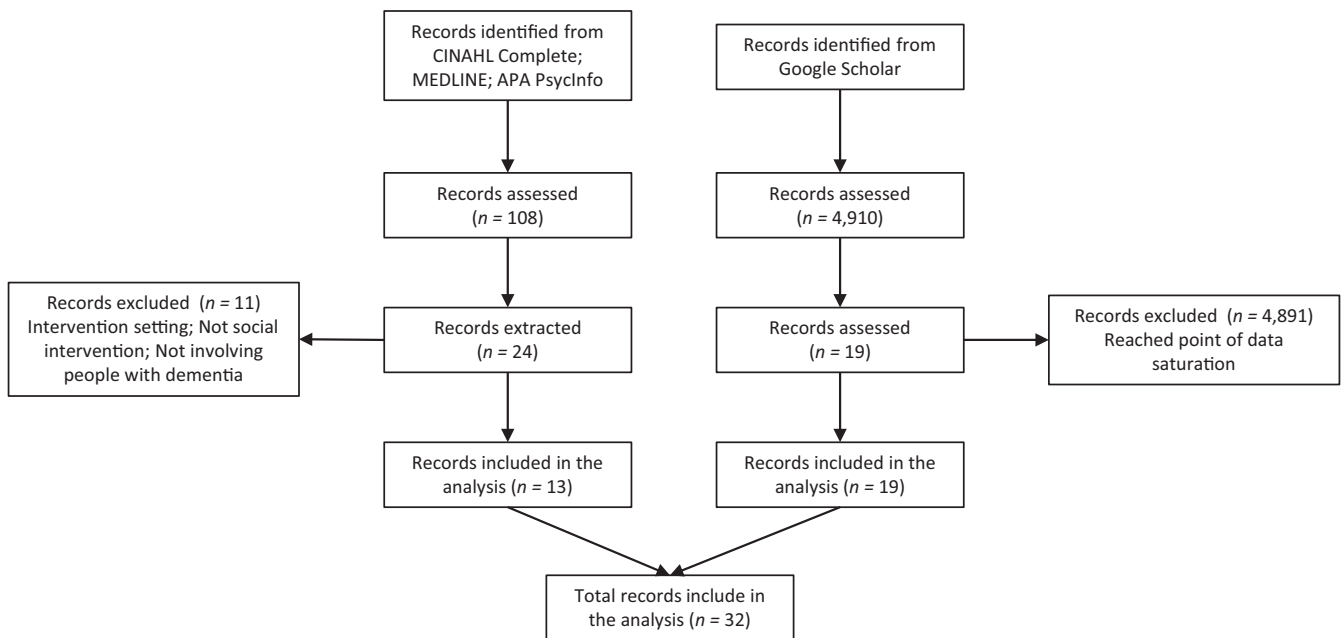 Records identified from
CINAHL Complete;
MEDLINE; APA PsycInfo
Records identified from
Google Scholar
Records assessed
(n = 108)
Records assessed
(n = 4,910)
Records excluded (n = 11)
Intervention setting; Not social
intervention; Not involving
people with dementia
Records extracted
(n = 24)
Records assessed
(n = 19)
Records excluded (n = 4,891)
Reached point of data
saturation
Records included in the
analysis (n = 13)
Records included in the
analysis (n = 19)
Total records include in
the analysis (n = 32)